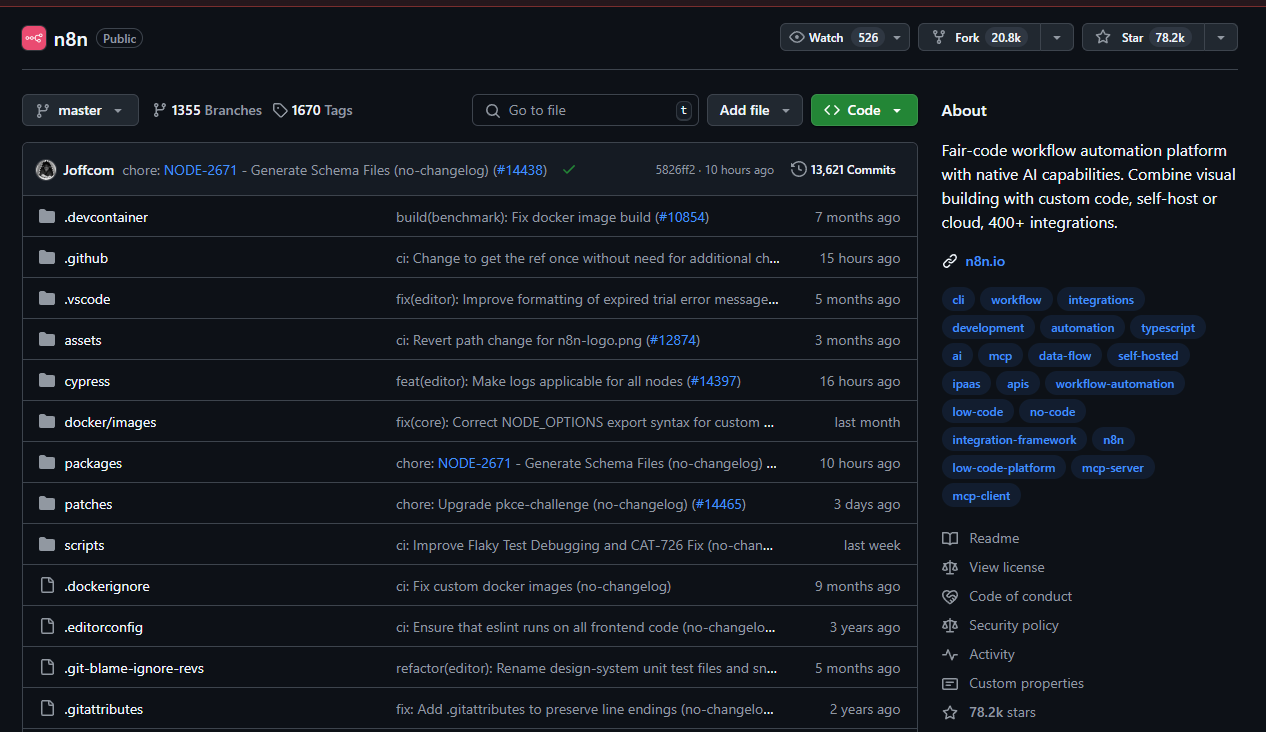 n8n Public Watch 526 Fork 20.8k Star 78.2k
master 1355 Branches 1670 Tags Go to file t Add file Code
Joffcom chore: NODE-2671 - Generate Schema Files (no-changelog) (#14438) 5826ff2 · 10 hours ago 13,621 Commits
.devcontainer build(benchmark): Fix docker image build (#10854) 7 months ago
.github ci: Change to get the ref once without need for additional ch... 15 hours ago
.vscode fix(editor): Improve formatting of expired trial error message... 5 months ago
assets ci: Revert path change for n8n-logo.png (#12874) 3 months ago
cypress feat(editor): Make logs applicable for all nodes (#14397) 16 hours ago
docker/images fix(core): Correct NODE_OPTIONS export syntax for custom ... last month
packages chore: NODE-2671 - Generate Schema Files (no-changelog) ... 10 hours ago
patches chore: Upgrade pkce-challenge (no-changelog) (#14465) 3 days ago
scripts ci: Improve Flaky Test Debugging and CAT-726 Fix (no-chan... last week
.dockerignore ci: Fix custom docker images (no-changelog) 9 months ago
.editorconfig ci: Ensure that eslint runs on all frontend code (no-changelo... 3 years ago
.git-blame-ignore-revs refactor(editor): Rename design-system unit test files and sn... 5 months ago
.gitattributes fix: Add .gitattributes to preserve line endings (no-changelo... 2 years ago
About
Fair-code workflow automation platform
with native AI capabilities. Combine visual
building with custom code, self-host or
cloud, 400+ integrations.
n8n.io
cli workflow integrations
development automation typescript
ai mcp data-flow self-hosted
ipaas apis workflow-automation
low-code no-code
integration-framework n8n
low-code-platform mcp-server
mcp-client
Readme
View license
Code of conduct
Security policy
Activity
Custom properties
78.2k stars